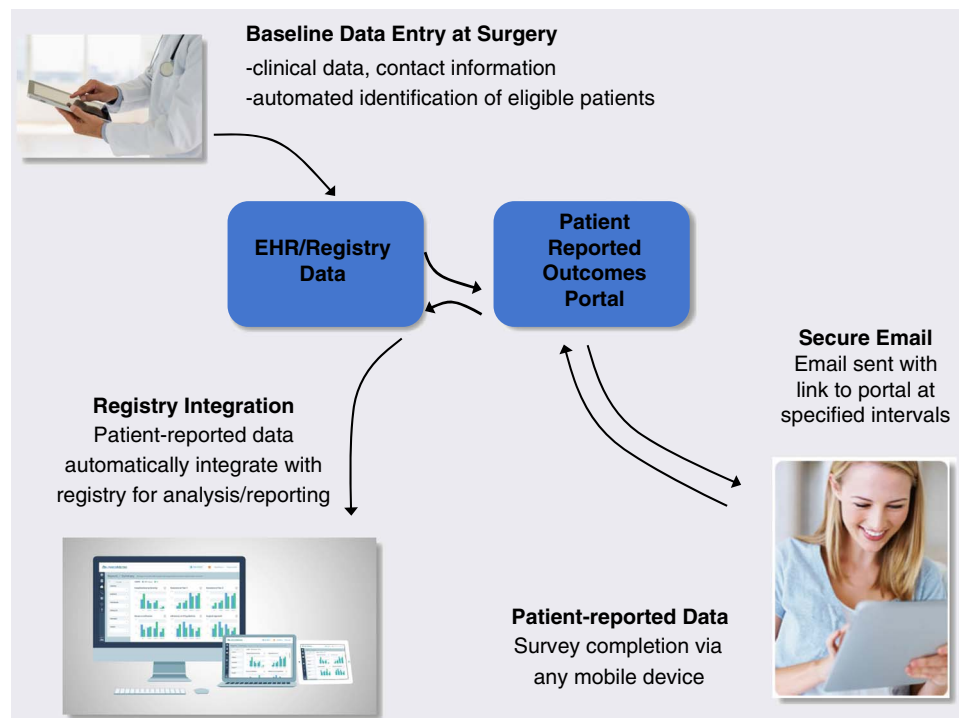 Baseline Data Entry at Surgery
-clinical data, contact information
-automated identification of eligible patients
EHR/Registry
Data
Patient
Reported
Outcomes
Portal
Secure Email
Email sent with
link to portal at
specified intervals
Registry Integration
Patient-reported data
automatically integrate with
registry for analysis/reporting
Patient-reported Data
Survey completion via
any mobile device